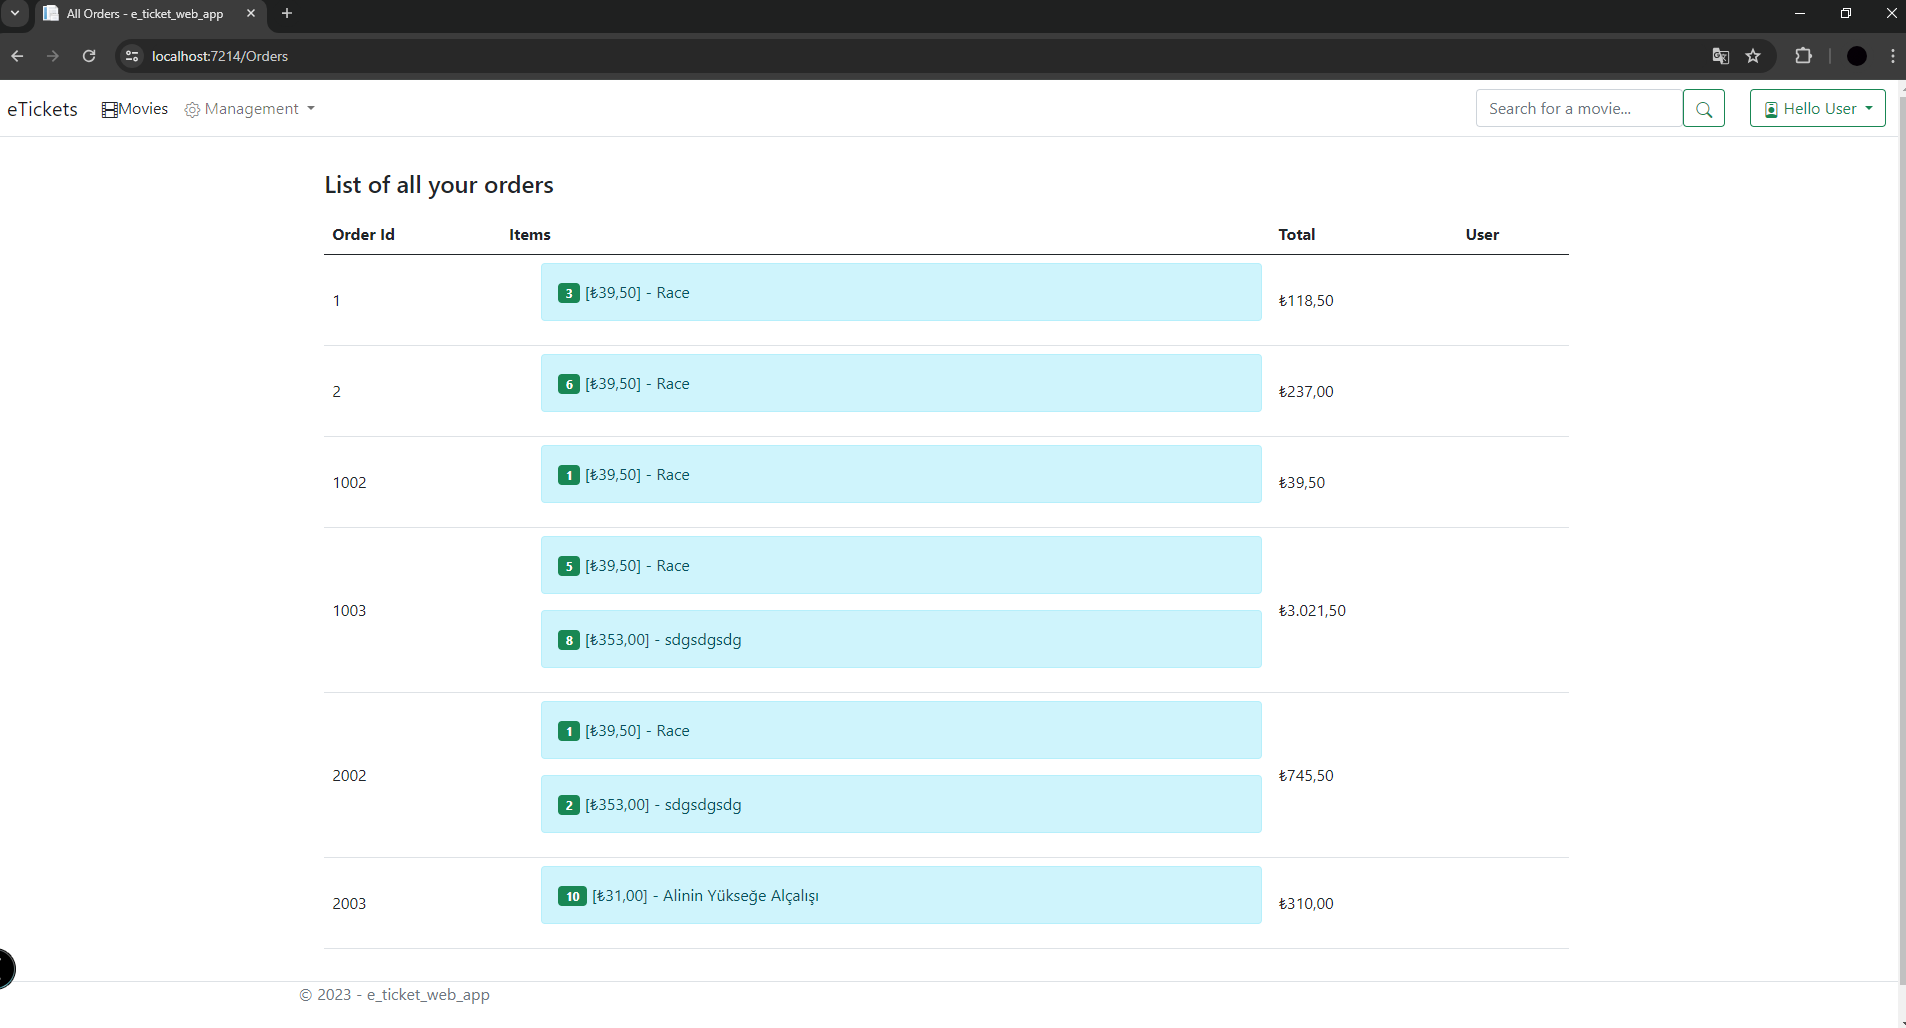 All Orders - e_ticket_web_app
localhost:7214/Orders
eTickets Movies Management Search for a movie... Hello User
List of all your orders
Order Id Items Total User
1 3 [₺39,50] - Race ₺118,50
2 6 [₺39,50] - Race ₺237,00
1002 1 [₺39,50] - Race ₺39,50
5 [₺39,50] - Race
1003 ₺3.021,50
8 [₺353,00] - sdgsdgsdg
1 [₺39,50] - Race
2002 ₺745,50
2 [₺353,00] - sdgsdgsdg
2003 10 [₺31,00] - Alinin Yükseğe Alçalışı ₺310,00
© 2023 - e_ticket_web_app